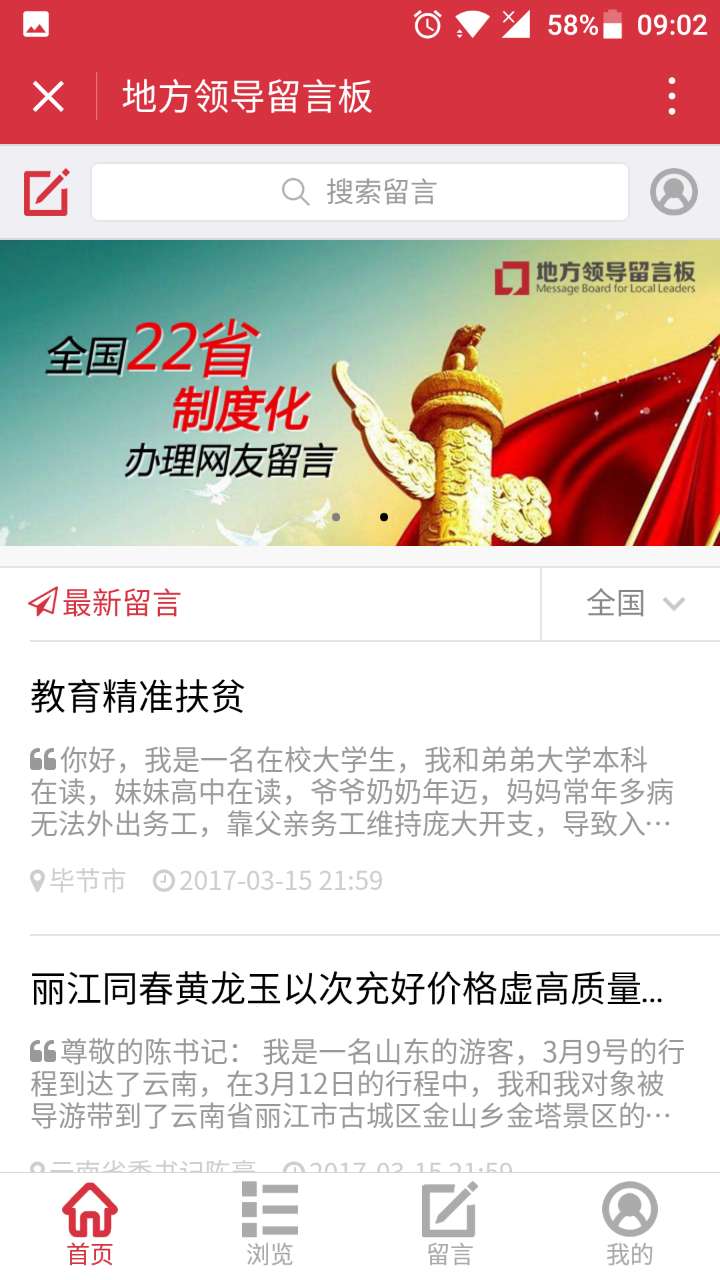 58% 09:02
地方领导留言板
搜索留言
地方领导留言板
Message Board for Local Leaders
全国22省
制度化
办理网友留言
最新留言
全国
教育精准扶贫
你好，我是一名在校大学生，我和弟弟大学本科
在读，妹妹高中在读，爷爷奶奶年迈，妈妈常年多病
无法外出务工，靠父亲务工维持庞大开支，导致入…
毕节市 2017-03-15 21:59
丽江同春黄龙玉以次充好价格虚高质量...
尊敬的陈书记： 我是一名山东的游客，3月9号的行
程到达了云南，在3月12日的行程中，我和我对象被
导游带到了云南省丽江市古城区金山乡金塔景区的…
云南省委书记陈豪 2017-03-15 21:59
首页 浏览 留言 我的